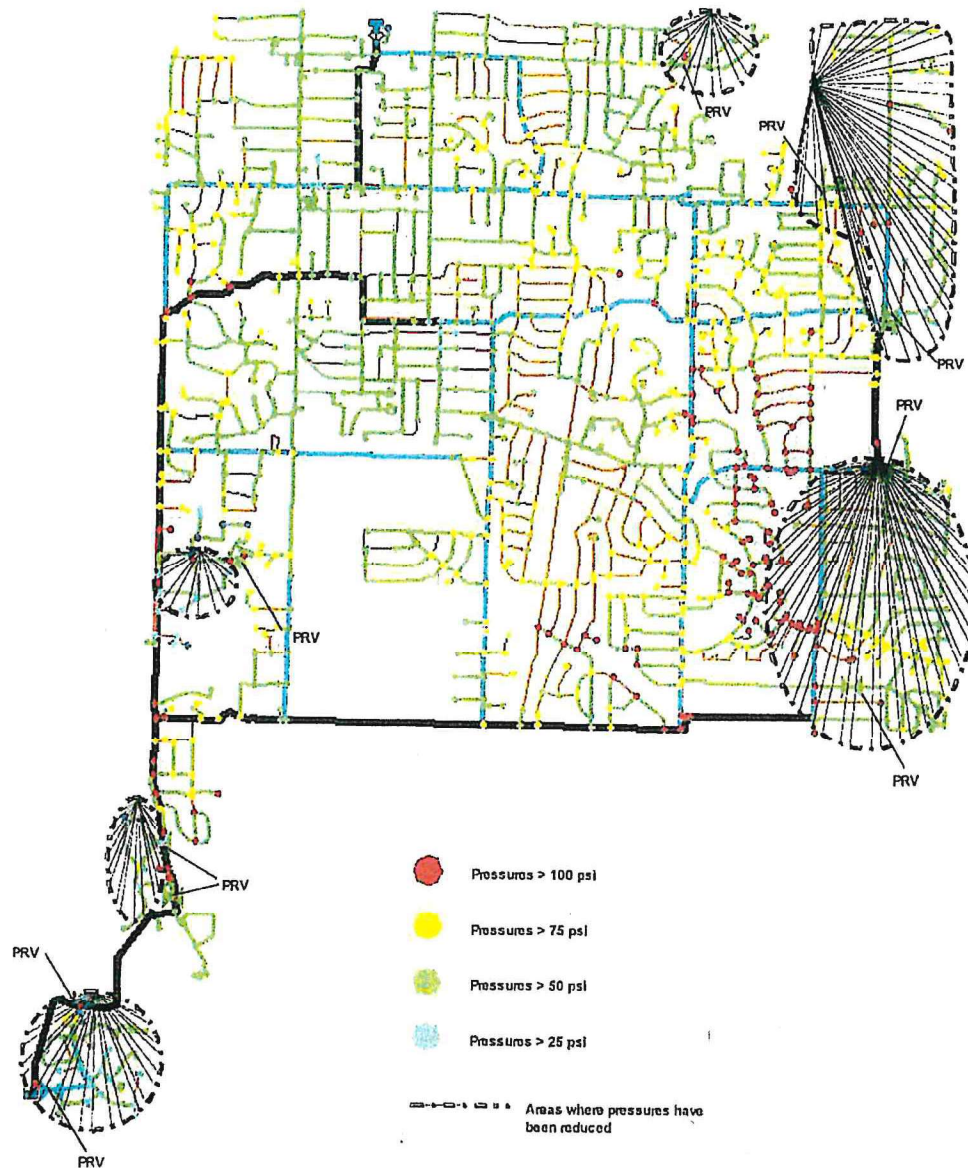 PRV
PRV
PRV
PRV
PRV
PRV
PRV
PRV
PRV
Pressures > 100 psi
Pressures > 75 psi
Pressures > 50 psi
Pressures > 25 psi
Areas where pressures have
been reduced
PRV